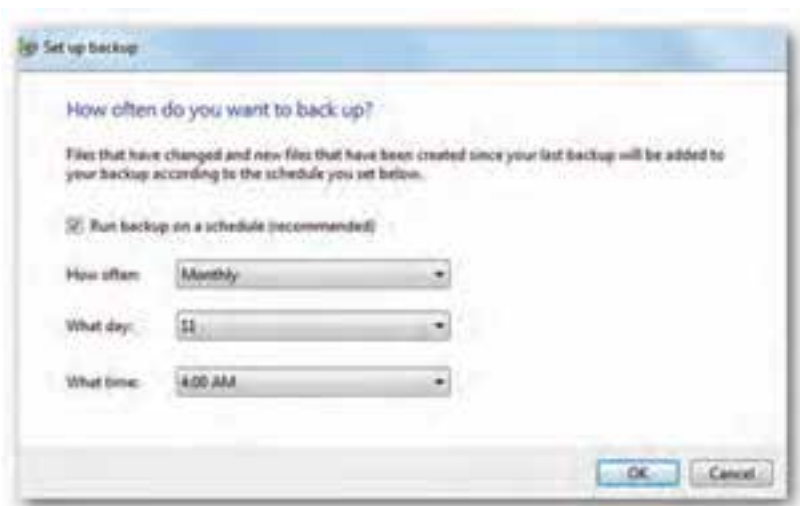 Set up backup
How often do you want to back up?
Files that have changed and new files that have been created since your last backup will be added to
your backup according to the schedule you set below.
Run backup on a schedule (recommended)
How often: Monthly
What day: 11
What time: 4:00 AM
OK Cancel